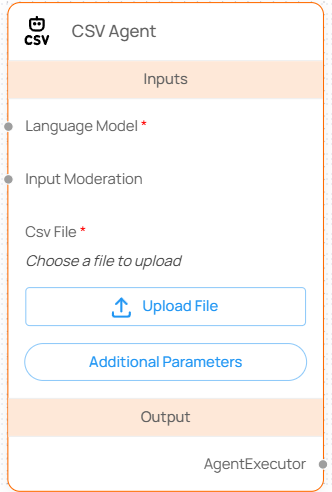 CSV
CSV Agent
Inputs
Language Model *
Input Moderation
Csv File *
Choose a file to upload
Upload File
Additional Parameters
Output
AgentExecutor